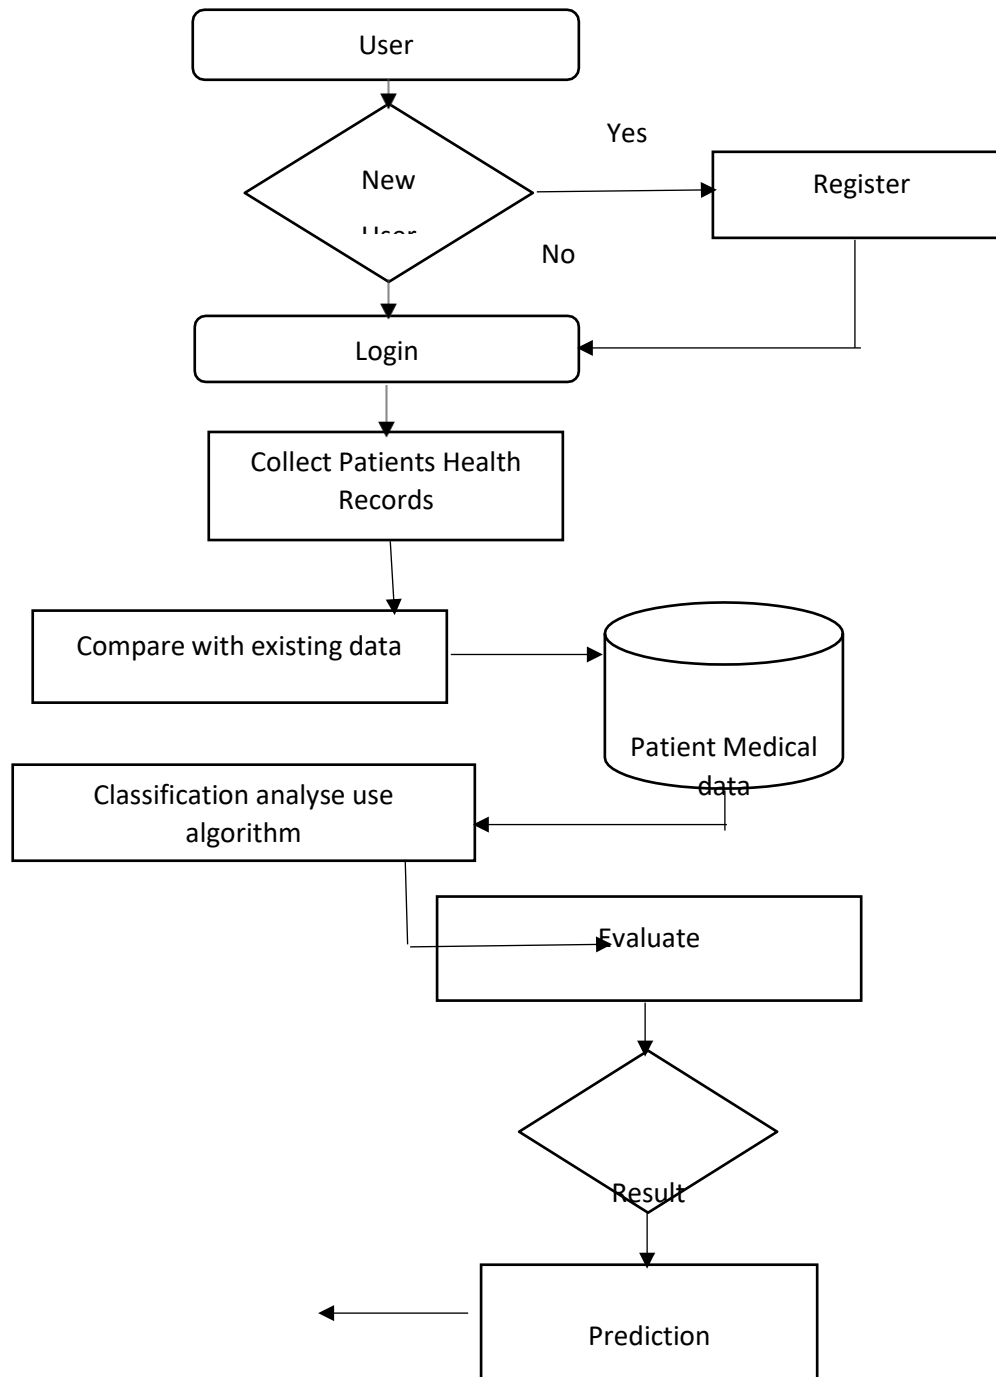 User
Yes
New
Register
No
Login
Collect Patients Health
Records
Compare with existing data
Patient Medical
data
Classification analyse use
algorithm
Evaluate
Result
Prediction